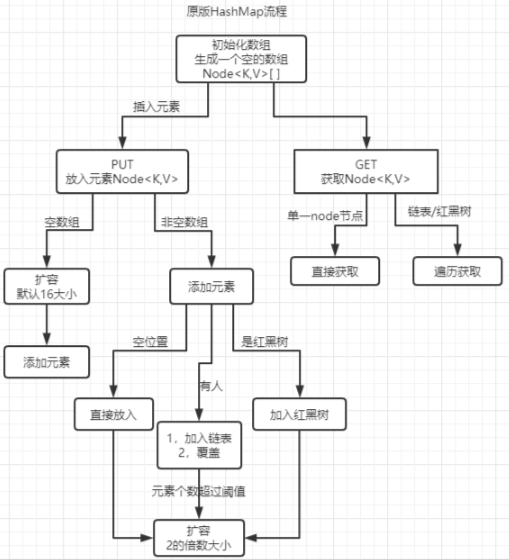 原版HashMap流程
初始化数组
生成一个空的数组
Node<K,V>[ ]
插入元素
PUT
放入元素Node<K,V>
GET
获取Node<K,V>
单一node节点
链表/红黑树
空数组
非空数组
直接获取
遍历获取
扩容
默认16大小
添加元素
添加元素
空位置
是红黑树
有人
直接放入
加入红黑树
1，加入链表
2，覆盖
元素个数超过阈值
扩容
2的倍数大小